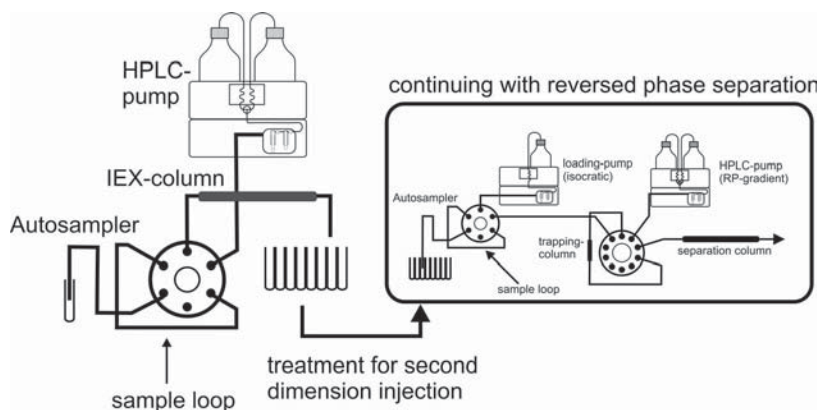 HPLC-
pump
IEX-column
Autosampler
sample loop
treatment for second
dimension injection
continuing with reversed phase separation
loading-pump
(isocratic)
HPLC-pump
(RP-gradient)
Autosampler
trapping-
column
separation column
sample loop